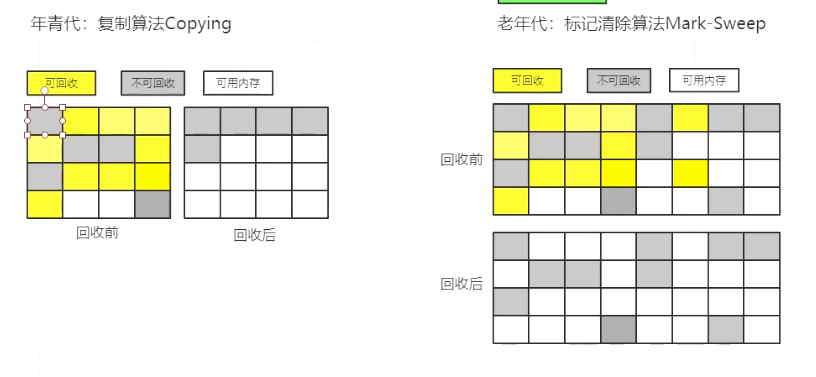 年青代：复制算法Copying
可回收
不可回收
可用内存
回收前
回收后
老年代：标记清除算法Mark-Sweep
可回收
不可回收
可用内存
回收前
回收后